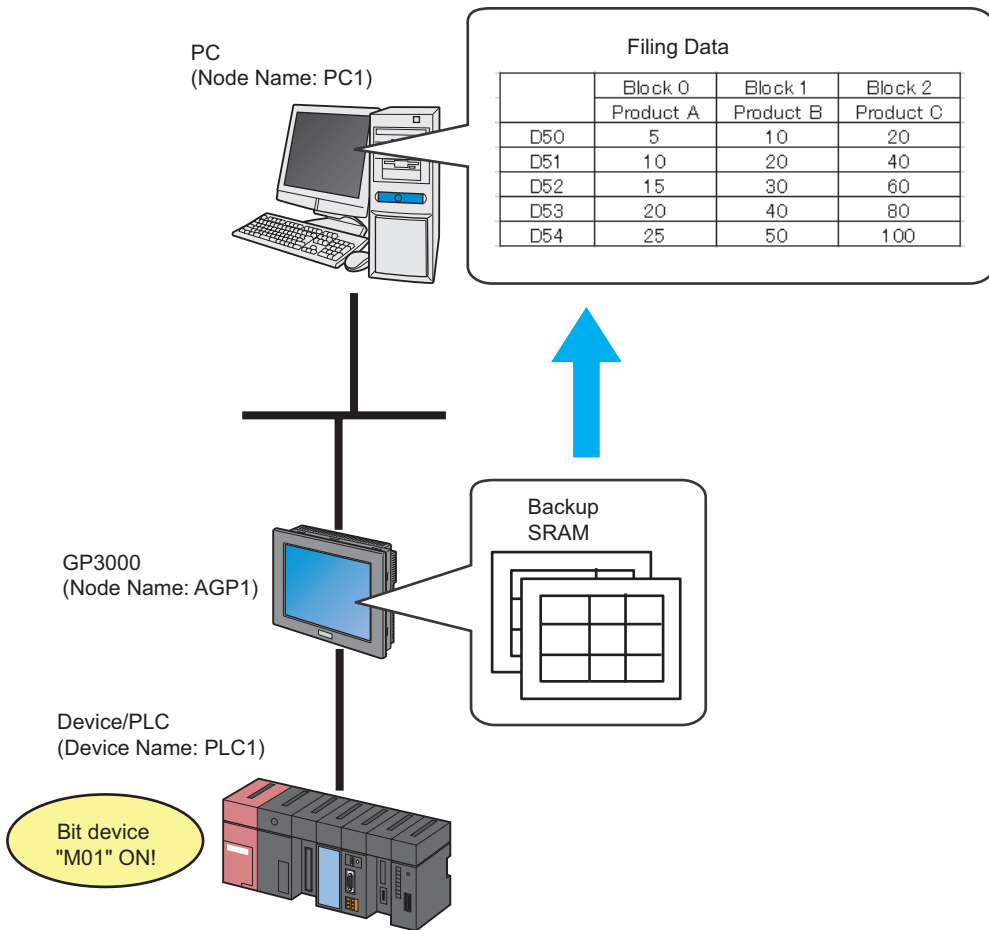 PC
(Node Name: PC1)
Filing Data
Block 0 Block 1 Block 2
Product A Product B Product C
D50 5 10 20
D51 10 20 40
D52 15 30 60
D53 20 40 80
D54 25 50 100
Backup
SRAM
GP3000
(Node Name: AGP1)
Device/PLC
(Device Name: PLC1)
Bit device
"M01" ON!